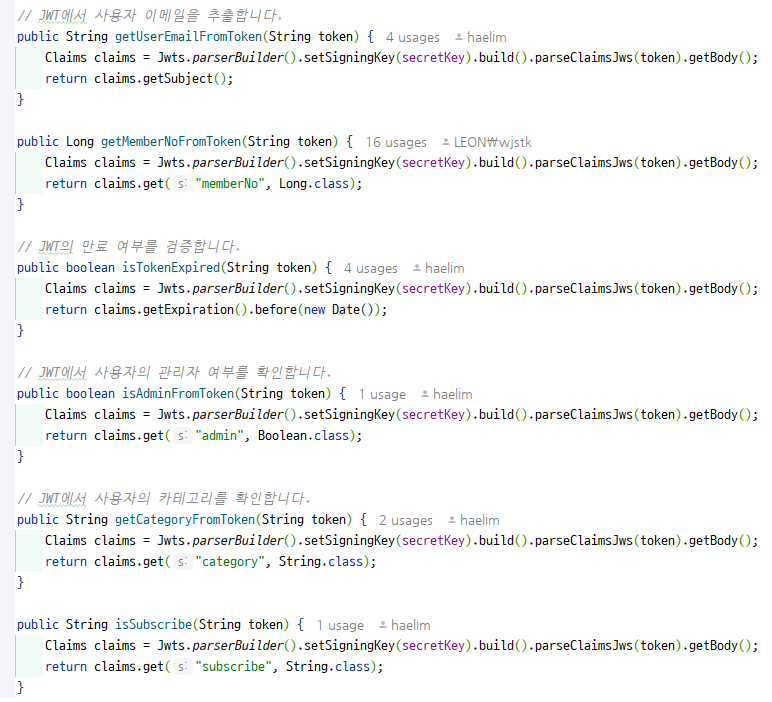 // JWT에서 사용자 이메일을 추출합니다.
public String getUserEmailFromToken(String token) { 4 usages haelim
Claims claims = Jwts.parserBuilder().setSigningKey(secretKey).build().parseClaimsJws(token).getBody();
return claims.getSubject();
}
public Long getMemberNoFromToken(String token) { 16 usages LEON₩wjstk
Claims claims = Jwts.parserBuilder().setSigningKey(secretKey).build().parseClaimsJws(token).getBody();
return claims.get( s: "memberNo", Long.class);
}
// JWT의 만료 여부를 검증합니다.
public boolean isTokenExpired(String token) { 4 usages haelim
Claims claims = Jwts.parserBuilder().setSigningKey(secretKey).build().parseClaimsJws(token).getBody();
return claims.getExpiration().before(new Date());
}
// JWT에서 사용자의 관리자 여부를 확인합니다.
public boolean isAdminFromToken(String token) { 1 usage haelim
Claims claims = Jwts.parserBuilder().setSigningKey(secretKey).build().parseClaimsJws(token).getBody();
return claims.get( s: "admin", Boolean.class);
}
// JWT에서 사용자의 카테고리를 확인합니다.
public String getCategoryFromToken(String token) { 2 usages haelim
Claims claims = Jwts.parserBuilder().setSigningKey(secretKey).build().parseClaimsJws(token).getBody();
return claims.get( s: "category", String.class);
}
public String isSubscribe(String token) { 1 usage haelim
Claims claims = Jwts.parserBuilder().setSigningKey(secretKey).build().parseClaimsJws(token).getBody();
return claims.get( s: "subscribe", String.class);
}